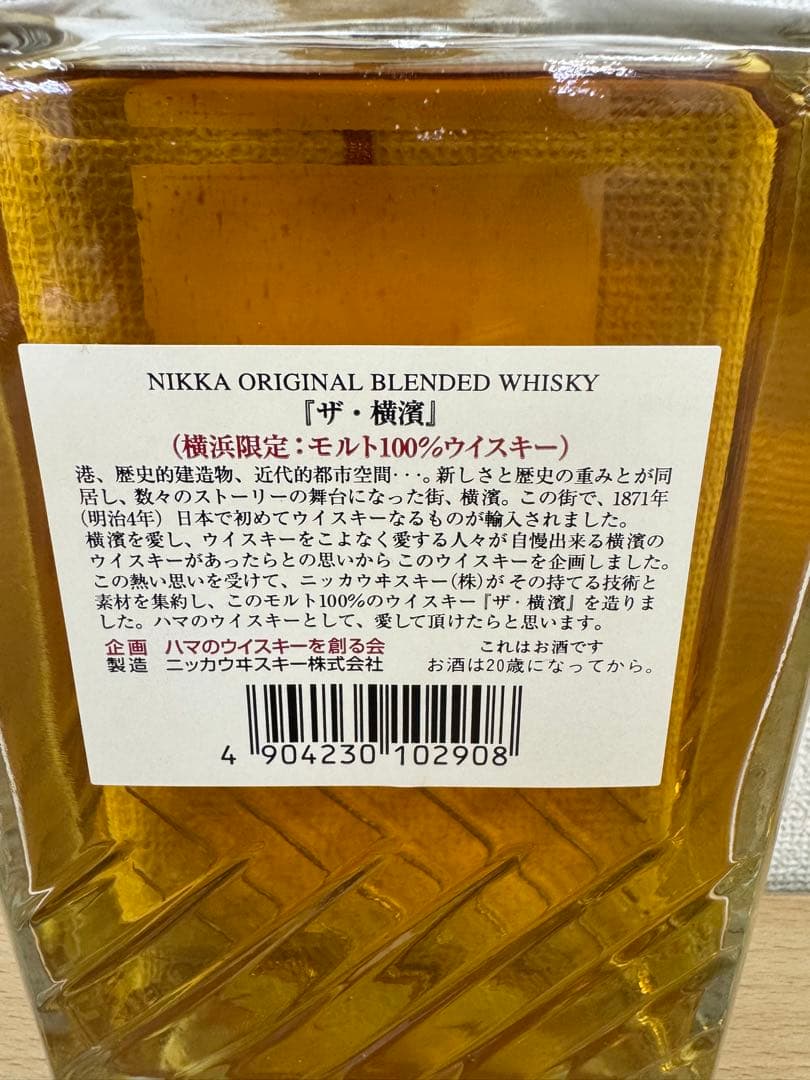 NIKKA ORIGINAL BLENDED WHISKY
『ザ・横濱』
(横浜限定：モルト100%ウイスキー)
港、歴史的建造物、近代的都市空間･･･。新しさと歴史の重みとが同
居し、数々のストーリーの舞台になった街、横濱。この街で、1871年
(明治4年) 日本で初めてウイスキーなるものが輸入されました。
横濱を愛し、ウイスキーをこよなく愛する人々が自慢出来る横濱の
ウイスキーがあったらとの思いから このウイスキーを企画しました。
この熱い思いを受けて、ニッカウヰスキー(株)が その持てる技術と
素材を集約し、このモルト100%のウイスキー『ザ・横濱』を造りま
した。ハマのウイスキーとして、愛して頂けたらと思います。
企画 ハマのウイスキーを創る会 これはお酒です
製造 ニッカウヰスキー株式会社 お酒は20歳になってから。
4 904230 102908